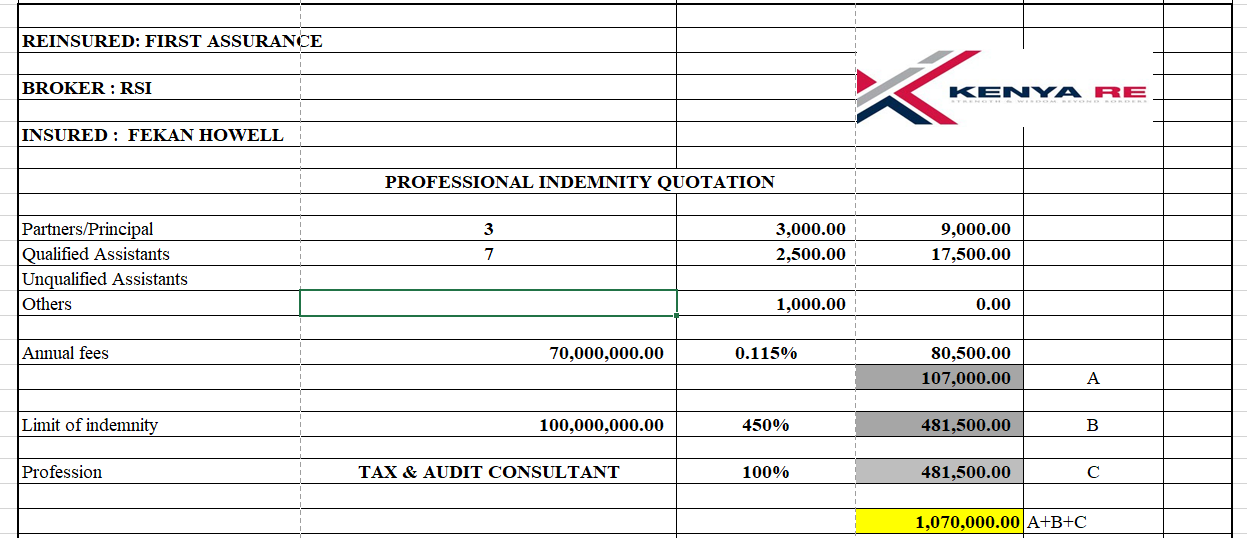 REINSURED: FIRST ASSURANCE
BROKER : RSI
KENYA RE
INSURED : FEKAN HOWELL
PROFESSIONAL INDEMNITY QUOTATION
Partners/Principal 3 3,000.00 9,000.00
Qualified Assistants 7 2,500.00 17,500.00
Unqualified Assistants
Others 1,000.00 0.00
Annual fees 70,000,000.00 0.115% 80,500.00
107,000.00 A
Limit of indemnity 100,000,000.00 450% 481,500.00 B
Profession TAX & AUDIT CONSULTANT 100% 481,500.00 C
1,070,000.00 A+B+C